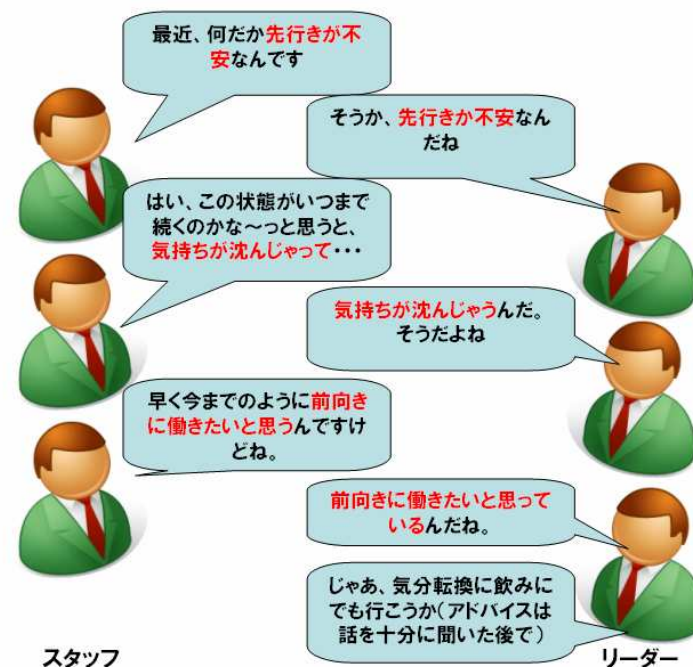 最近、何だか先行きが不
安なんです
そうか、先行きか不安なん
だね
はい、この状態がいつまで
続くのかな～っと思うと、
気持ちが沈んじゃって・・・
気持ちが沈んじゃうんだ。
そうだよね
早く今までのように前向き
に働きたいと思うんですけ
どね。
前向きに働きたいと思って
いるんだね。
じゃあ、気分転換に飲みに
でも行こうか（アドバイスは
話を十分に聞いた後で）
スタッフ
リーダー